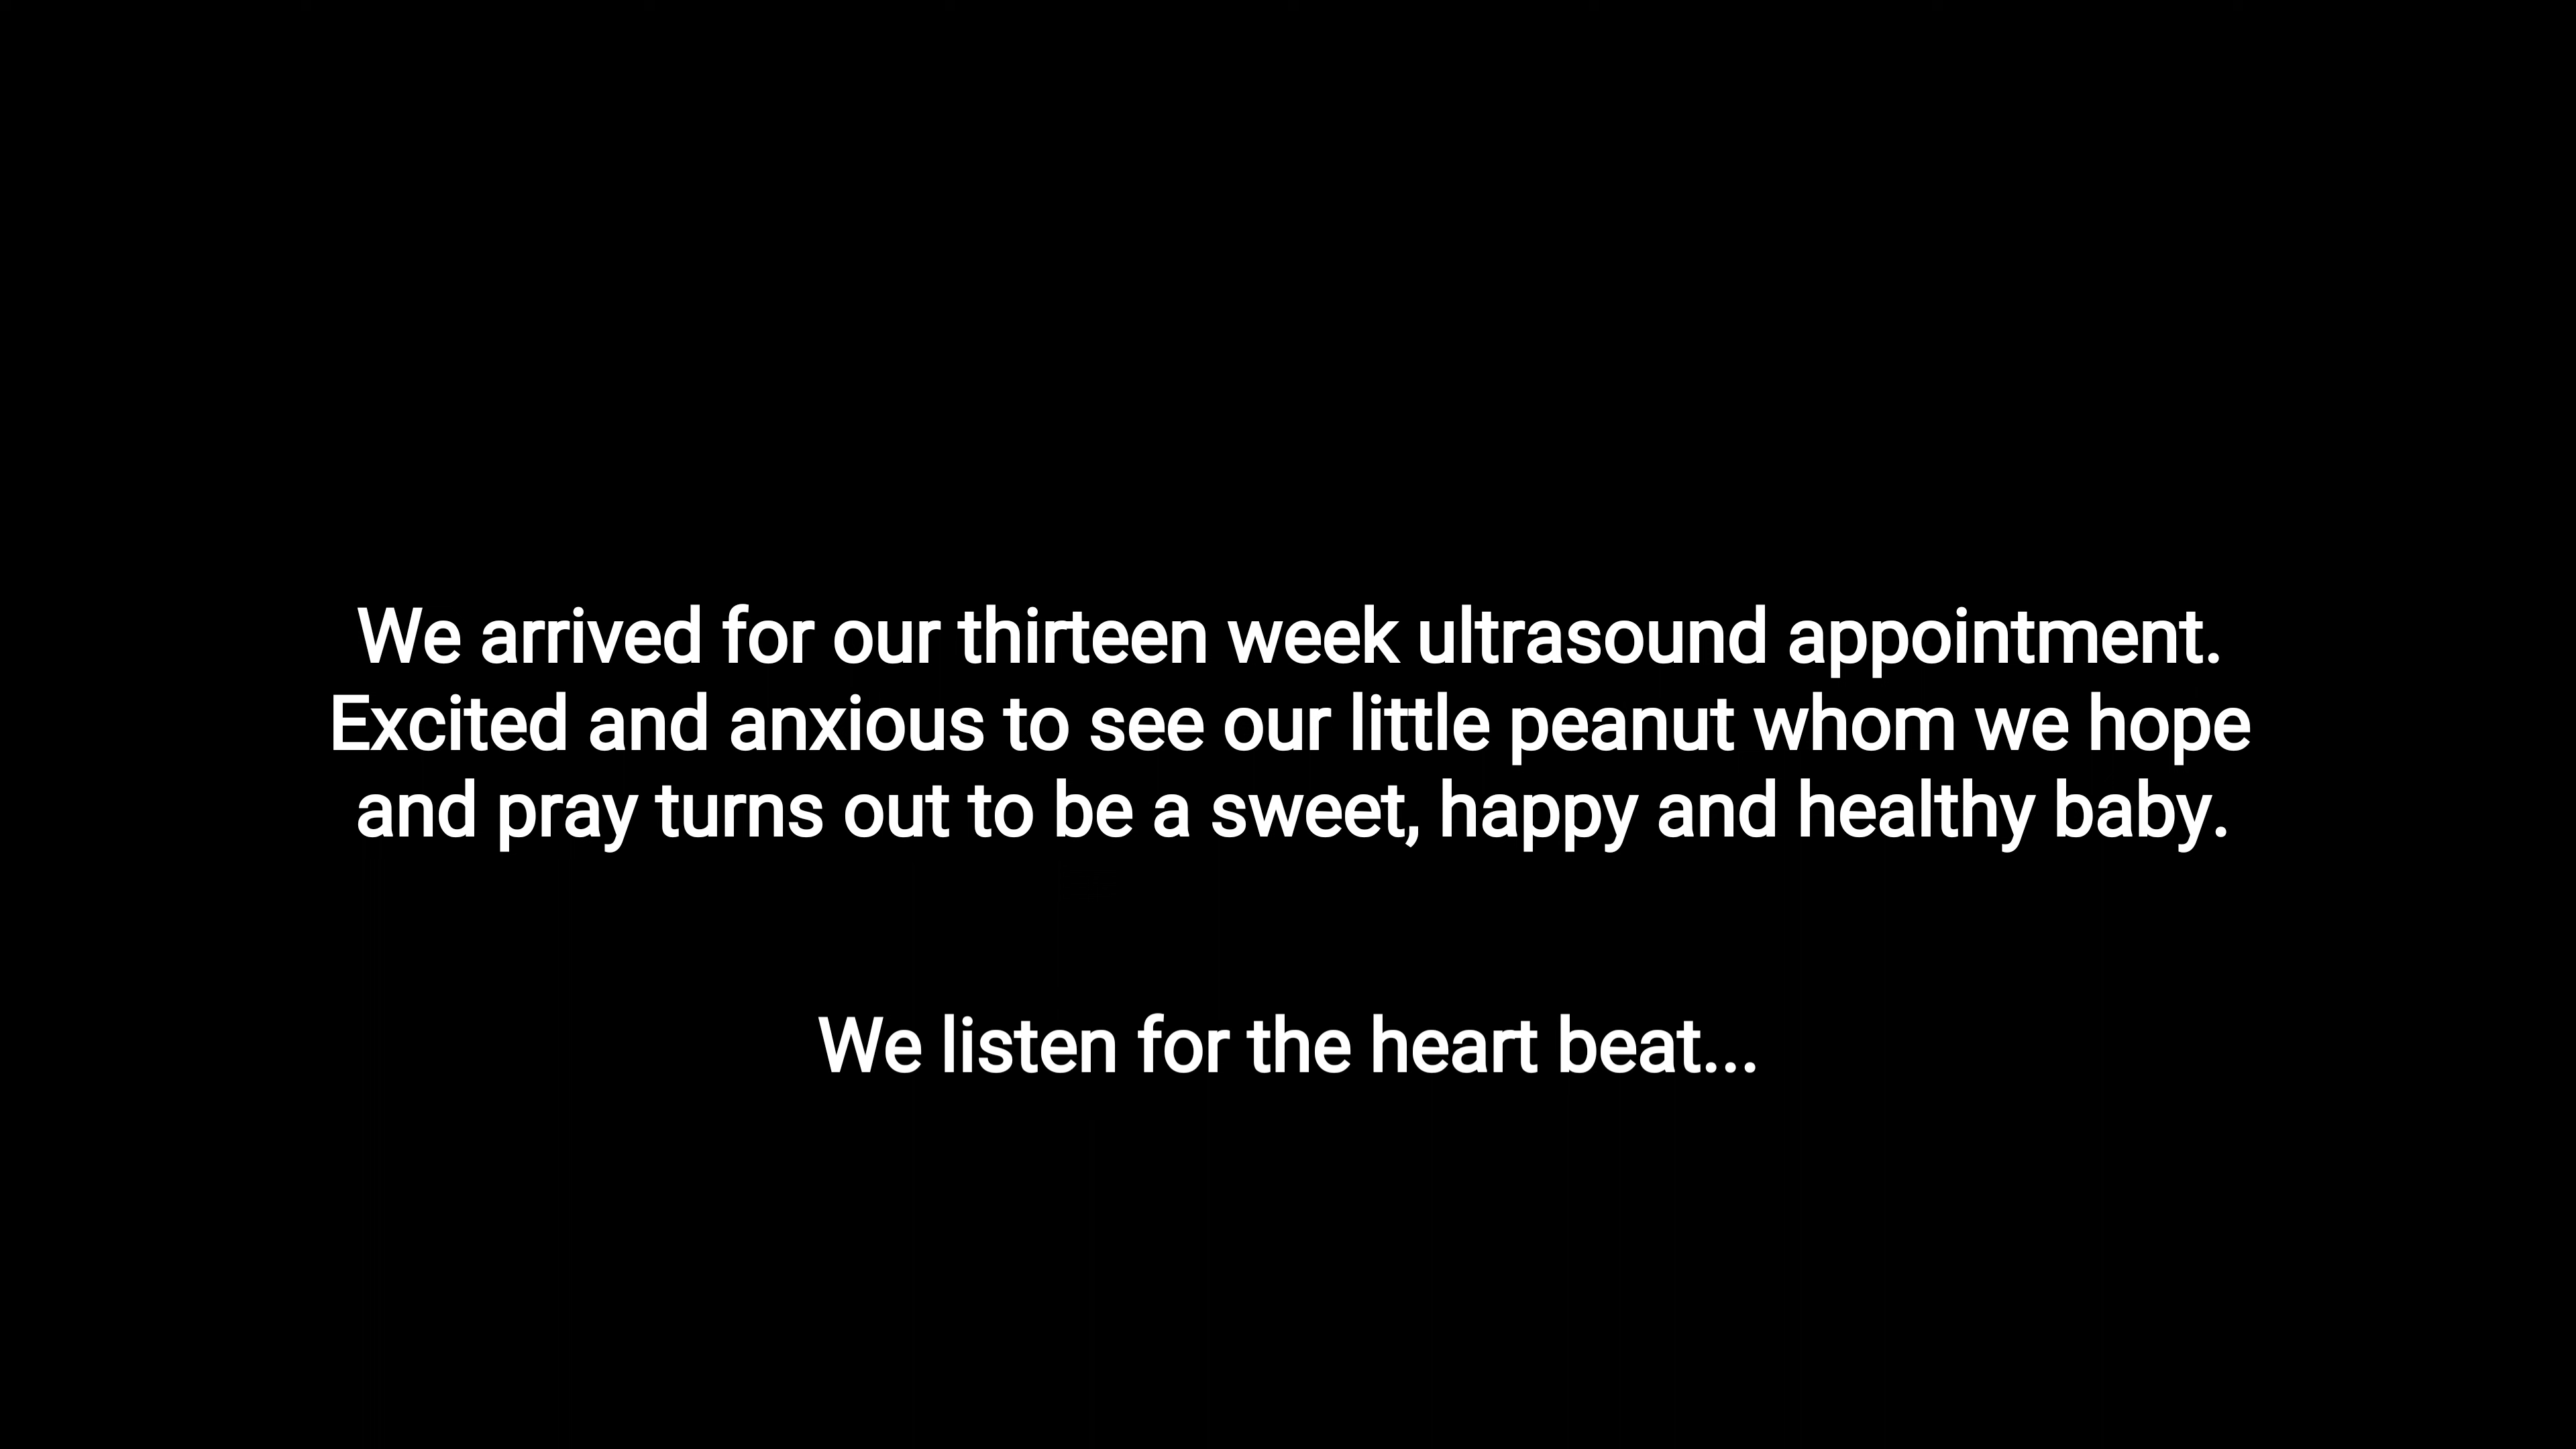 We arrived for our thirteen week ultrasound appointment.
Excited and anxious to see our little peanut whom we hope
and pray turns out to be a sweet, happy and healthy baby.
We listen for the heart beat...